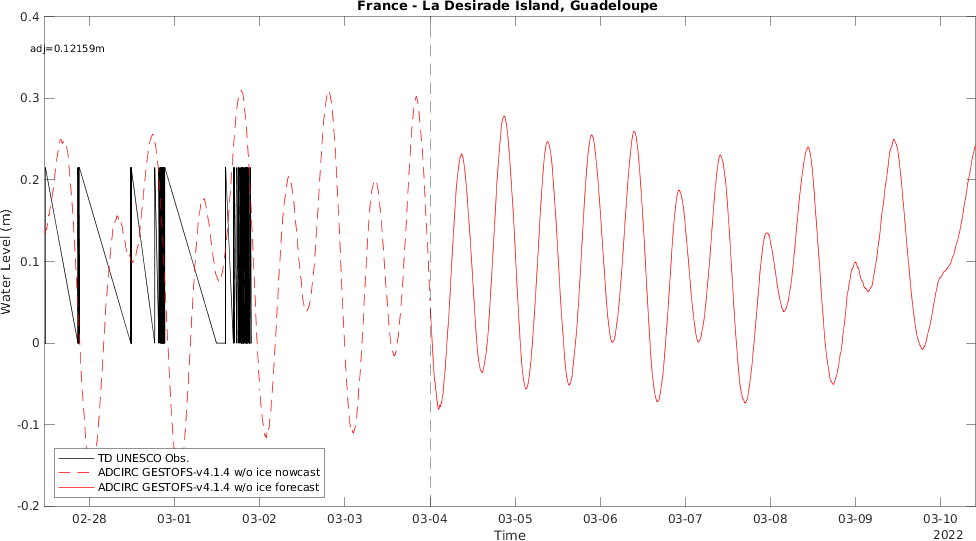 France - La Desirade Island, Guadeloupe
adj=0.12159m
0.4
0.3
0.2
0.1
0
-0.1
-0.2
Water Level (m)
TD UNESCO Obs.
ADCIRC GESTOFS-v4.1.4 w/o ice nowcast
ADCIRC GESTOFS-v4.1.4 w/o ice forecast
02-28 03-01 03-02 03-03 03-04 03-05 03-06 03-07 03-08 03-09 03-10
Time
2022